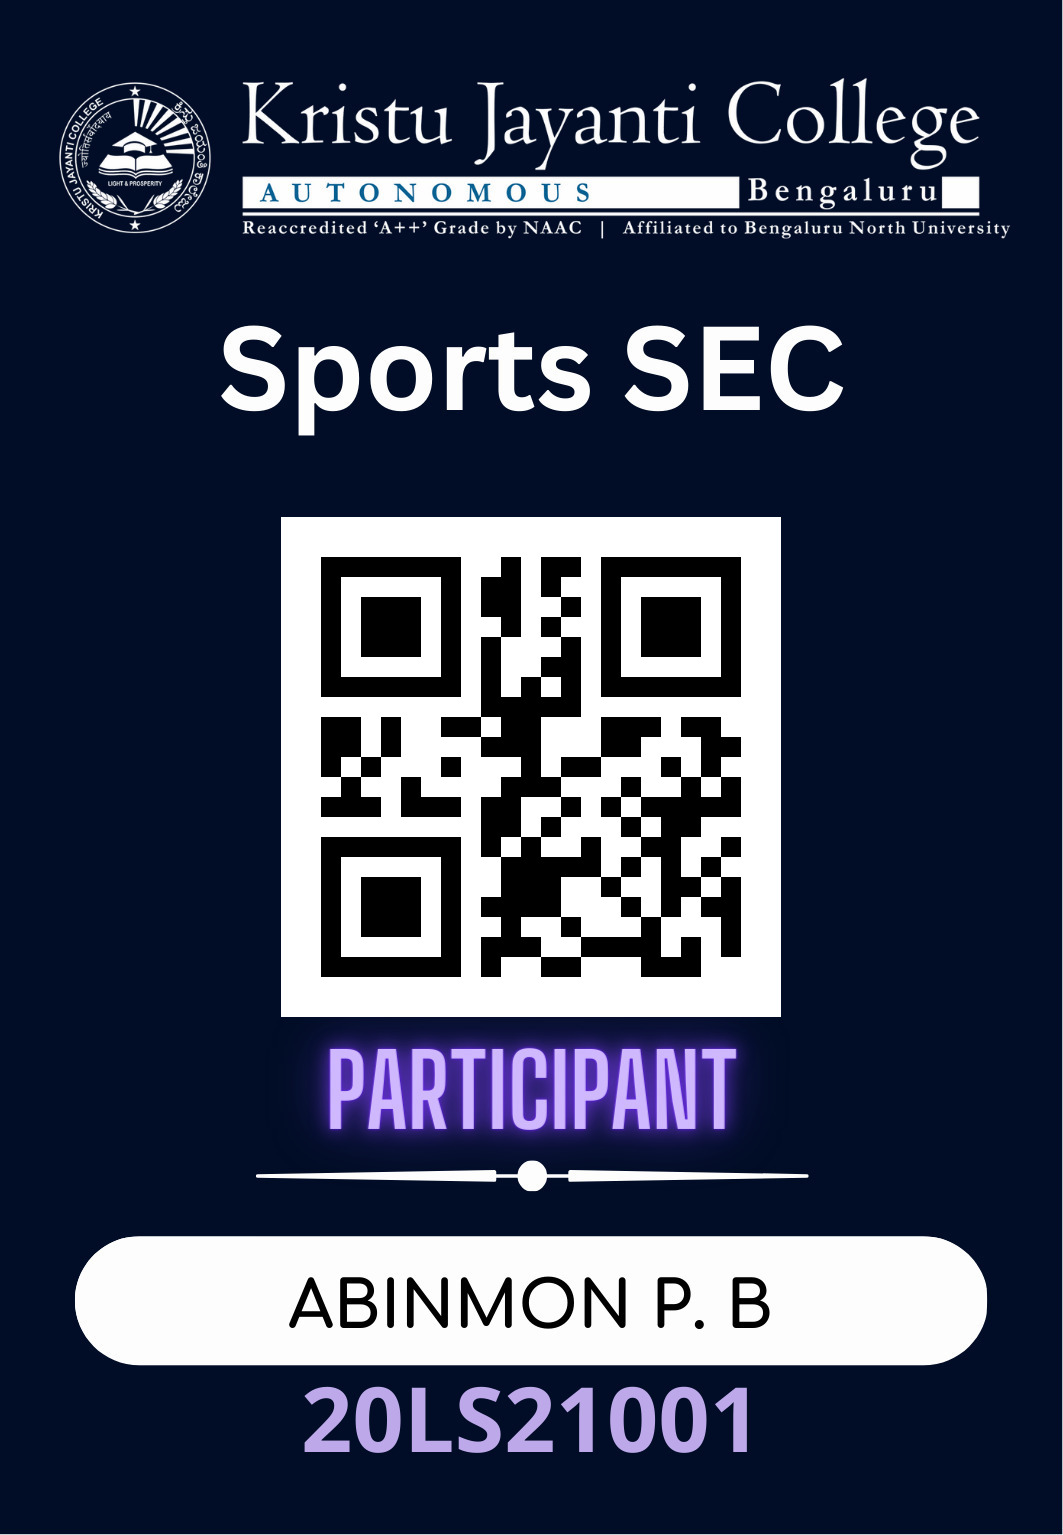 Kristu Jayanti College
AUTONOMOUS Bengaluru
Reaccredited ‘A++’ Grade by NAAC | Affiliated to Bengaluru North University
KRISTU JAYANTI COLLEGE
ಕ್ರಿಸ್ತು ಜಯಂತಿ ಕಾಲೇಜು
LIGHT & PROSPERITY
Sports SEC
PARTICIPANT
ABINMON P. B
20LS21001